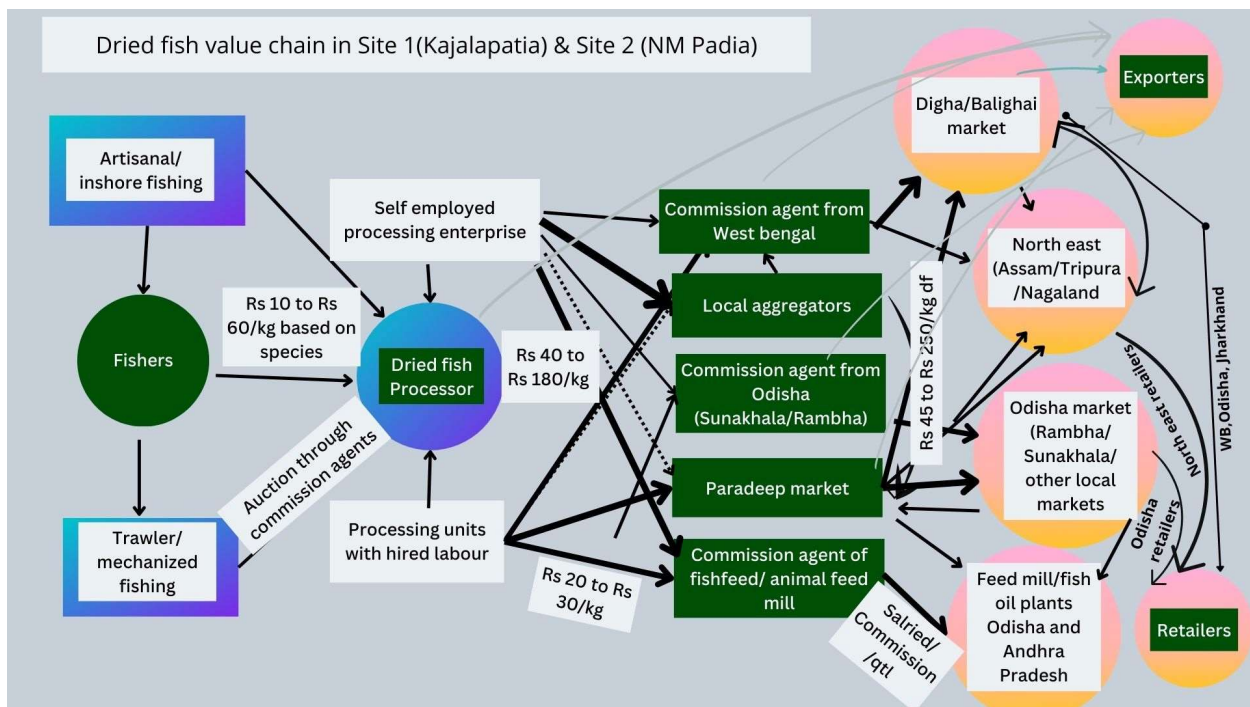 Dried fish value chain in Site 1(Kajalapatia) & Site 2 (NM Padia)
Artisanal/
inshore fishing
Fishers
Trawler/
mechanized
fishing
Rs 10 to Rs
60/kg based on
species
Auction through
commission agents
Self employed
processing enterprise
Dried fish
Processor
Processing units
with hired labour
Rs 40 to
Rs 180/kg
Rs 20 to Rs
30/kg
Commission agent from
West bengal
Local aggregators
Commission agent from
Odisha
(Sunakhala/Rambha)
Paradeep market
Commission agent of
fishfeed/ animal feed
mill
Rs 45 to Rs 250/kg df
Salried/
Commission
/qtl
Digha/Balighai
market
North east
(Assam/Tripura
/Nagaland
Odisha market
(Rambha/
Sunakhala/
other local
markets
Feed mill/fish
oil plants
Odisha and
Andhra
Pradesh
Exporters
WB,Odisha, Jharkhand
North east retailers
Odisha
retailers
Retailers